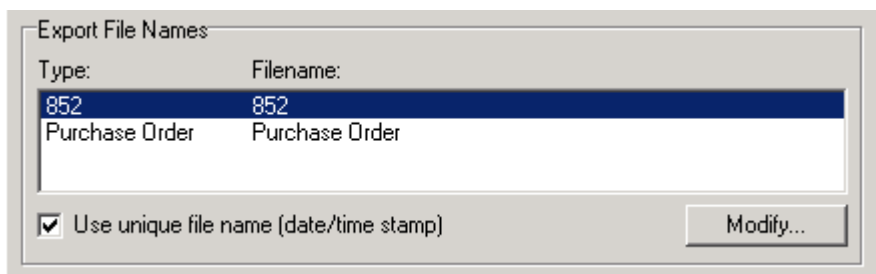 Export File Names
Type: Filename:
852 852
Purchase Order Purchase Order
Use unique file name (date/time stamp) Modify...